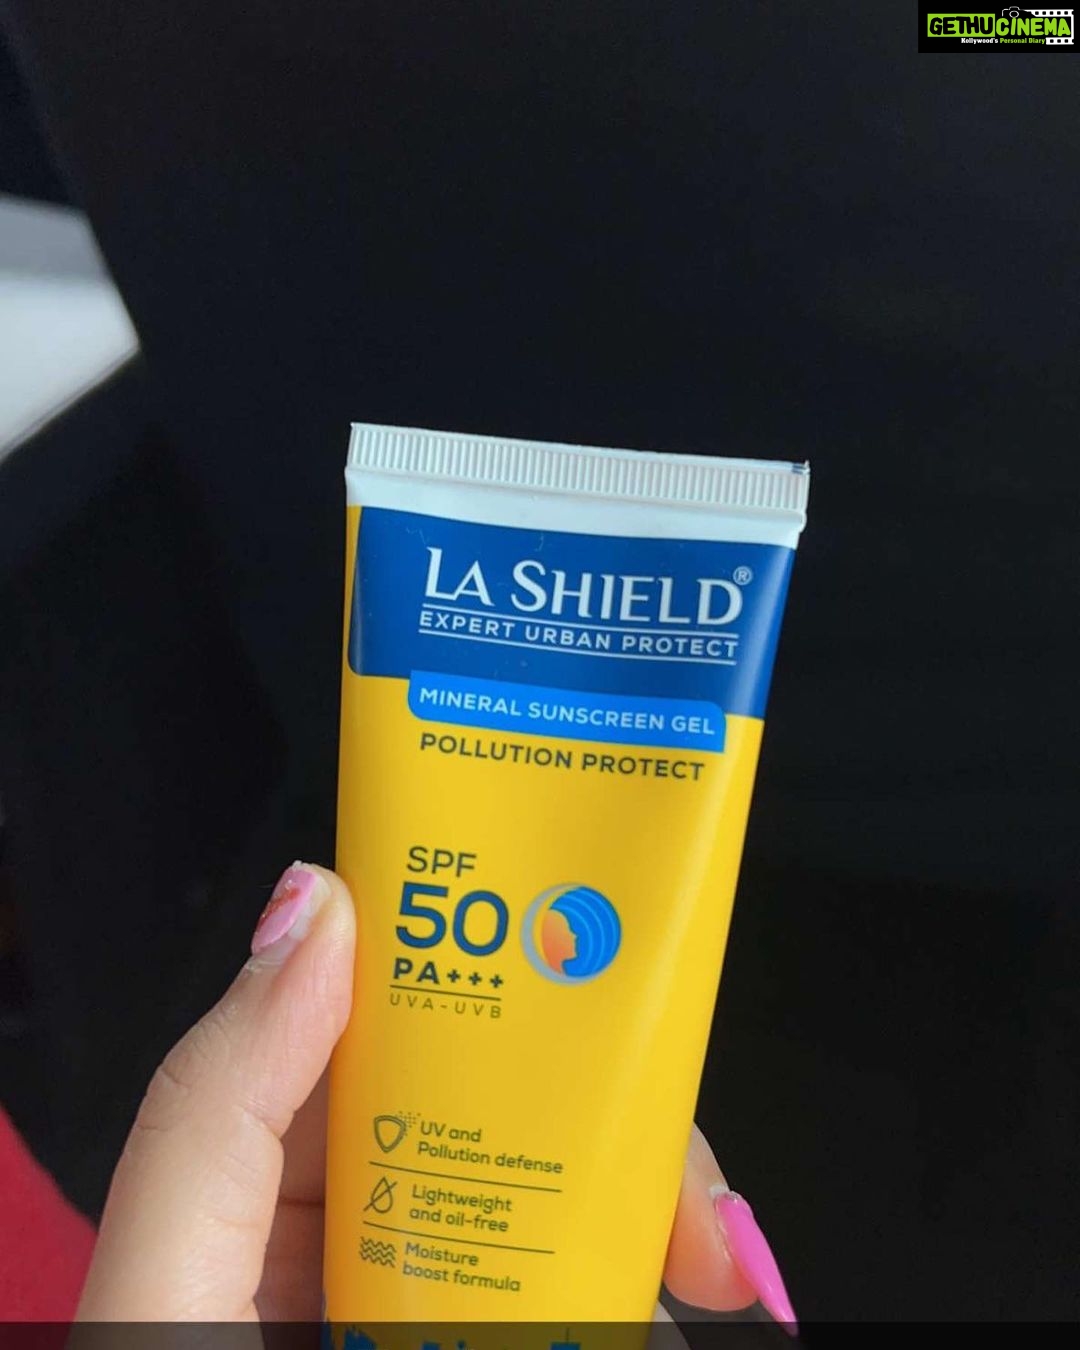 GETHUCINEMA
Kollywood's Personal Diary
LA SHIELD®
EXPERT URBAN PROTECT
MINERAL SUNSCREEN GEL
POLLUTION PROTECT
SPF
50
PA+++
UVA-UVB
UV and
Pollution defense
Lightweight
and oil-free
Moisture
boost formula